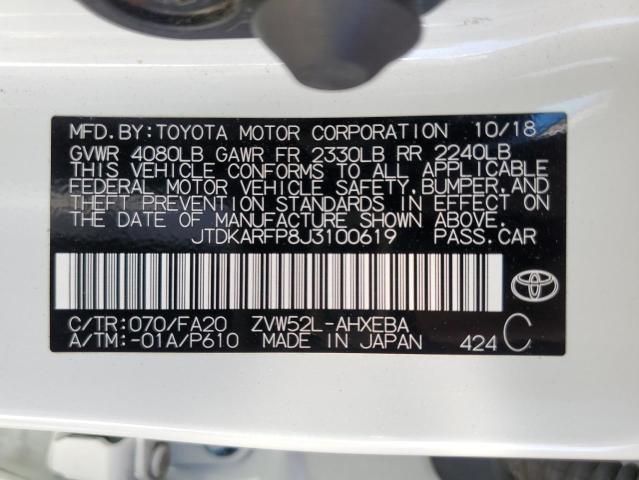 MFD.BY:TOYOTA MOTOR CORPORATION 10/18
GVWR 4080LB GAWR FR 2330LB RR 2240LB
THIS VEHICLE CONFORMS TO ALL APPLICABLE
FEDERAL MOTOR VEHICLE SAFETY,BUMPER,AND
THEFT PREVENTION STANDARDS IN EFFECT ON
THE DATE OF MANUFACTURE SHOWN ABOVE.
JTDKARFP8J3100619 PASS.CAR
C/TR:070/FA20 ZVW52L-AHXEBA
A/TM:-01A/P610 MADE IN JAPAN 424 C